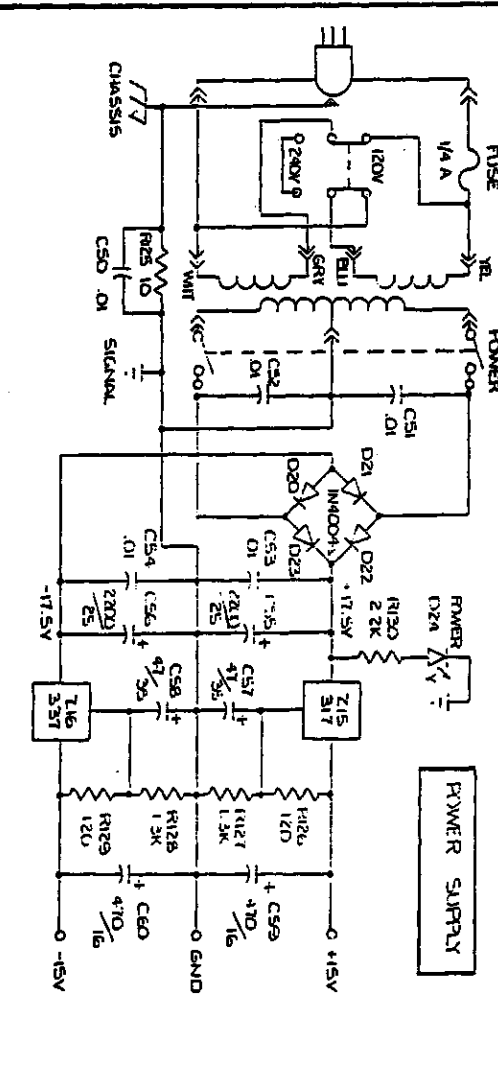 POWER SUPPLY
FUSE
1/4 A
YEL
POWER
120V
240V
BLU
GRY
WHT
CHASSIS
R125
10
C50 .01
SIGNAL
C51
.01
C52
.01
D21
D22
D20
D23
1N4004s
POWER
D24
Y
R130
2.2K
+17.5V
C53
.01
C54
.01
2200
25
C56
25
-17.5V
Z15
317
Z16
337
C57
47
35
C58
47
35
R126
120
R127
1.3K
R128
1.3K
R129
120
C59
470
16
C60
470
16
+15V
GND
-15V